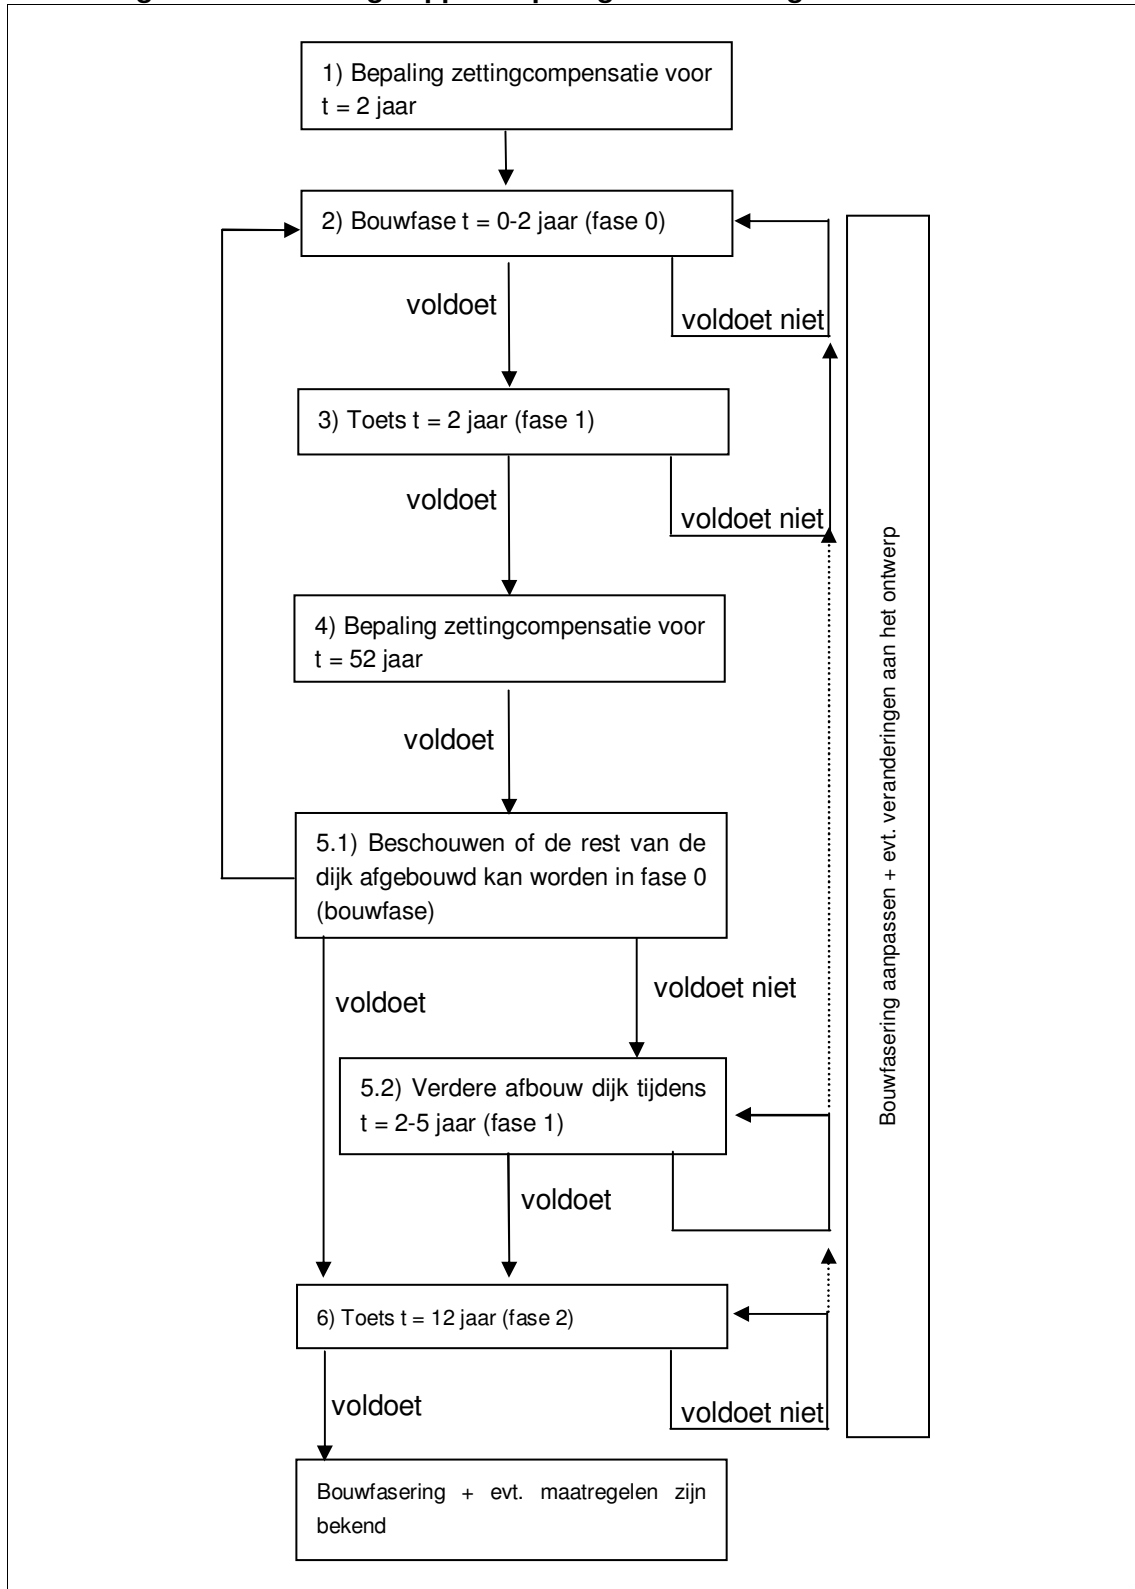 1) Bepaling zettingcompensatie voor
t = 2 jaar
2) Bouwfase t = 0-2 jaar (fase 0)
voldoet
voldoet niet
3) Toets t = 2 jaar (fase 1)
voldoet
voldoet niet
4) Bepaling zettingcompensatie voor
t = 52 jaar
voldoet
5.1) Beschouwen of de rest van de
dijk afgebouwd kan worden in fase 0
(bouwfase)
voldoet
voldoet niet
5.2) Verdere afbouw dijk tijdens
t = 2-5 jaar (fase 1)
voldoet
6) Toets t = 12 jaar (fase 2)
voldoet
voldoet niet
Bouwfasering + evt. maatregelen zijn
bekend
Bouwfasering aanpassen + evt. veranderingen aan het ontwerp